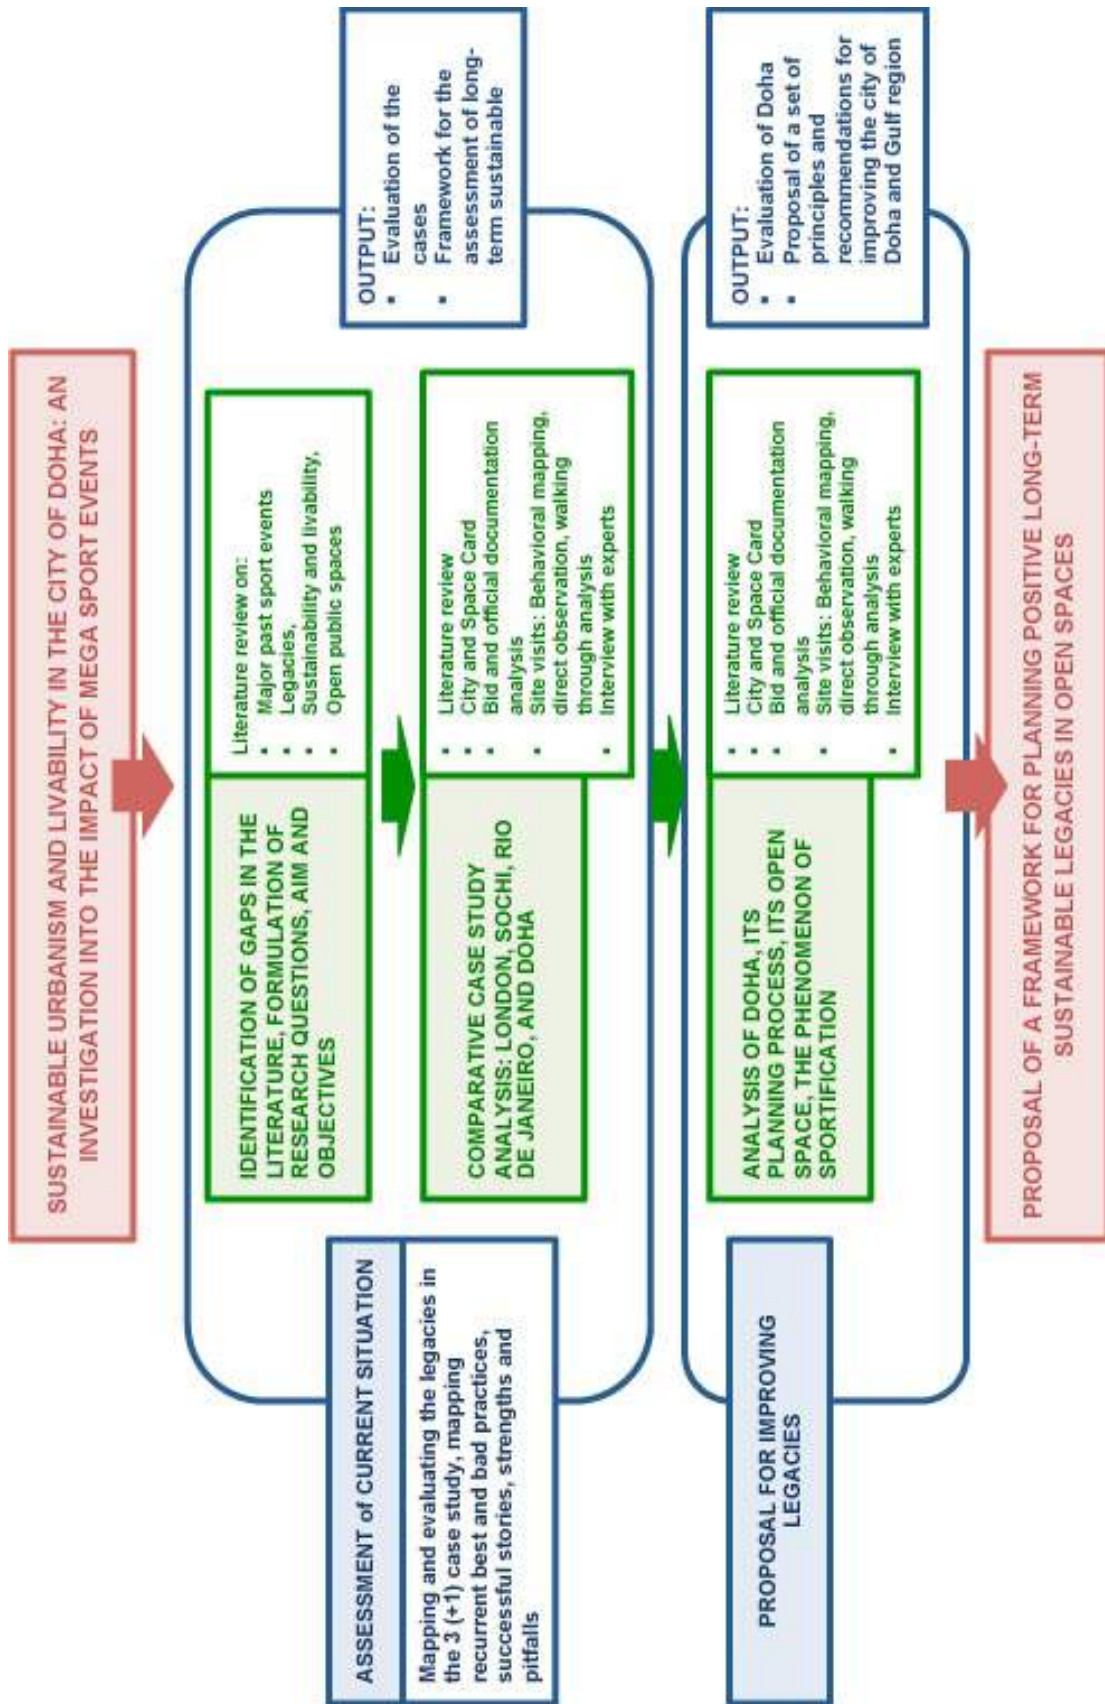 SUSTAINABLE URBANISM AND LIVABILITY IN THE CITY OF DOHA: AN
INVESTIGATION INTO THE IMPACT OF MEGA SPORT EVENTS
ASSESSMENT of CURRENT SITUATION
Mapping and evaluating the legacies in
the 3 (+1) case study, mapping
recurrent best and bad practices,
successful stories, strengths and
pitfalls
IDENTIFICATION OF GAPS IN THE
LITERATURE, FORMULATION OF
RESEARCH QUESTIONS, AIM AND
OBJECTIVES
Literature review on:
▪ Major past sport events
▪ Legacies,
▪ Sustainability and livability,
▪ Open public spaces
COMPARATIVE CASE STUDY
ANALYSIS: LONDON, SOCHI, RIO
DE JANEIRO, AND DOHA
▪ Literature review
▪ City and Space Card
▪ Bid and official documentation
analysis
▪ Site visits: Behavioral mapping,
direct observation, walking
through analysis
▪ Interview with experts
OUTPUT:
▪ Evaluation of the
cases
▪ Framework for the
assessment of long-
term sustainable
PROPOSAL FOR IMPROVING
LEGACIES
ANALYSIS OF DOHA, ITS
PLANNING PROCESS, ITS OPEN
SPACE, THE PHENOMENON OF
SPORTIFICATION
▪ Literature review
▪ City and Space Card
▪ Bid and official documentation
analysis
▪ Site visits: Behavioral mapping,
direct observation, walking
through analysis
▪ Interview with experts
OUTPUT:
▪ Evaluation of Doha
▪ Proposal of a set of
principles and
recommendations for
improving the city of
Doha and Gulf region
PROPOSAL OF A FRAMEWORK FOR PLANNING POSITIVE LONG-TERM
SUSTAINABLE LEGACIES IN OPEN SPACES